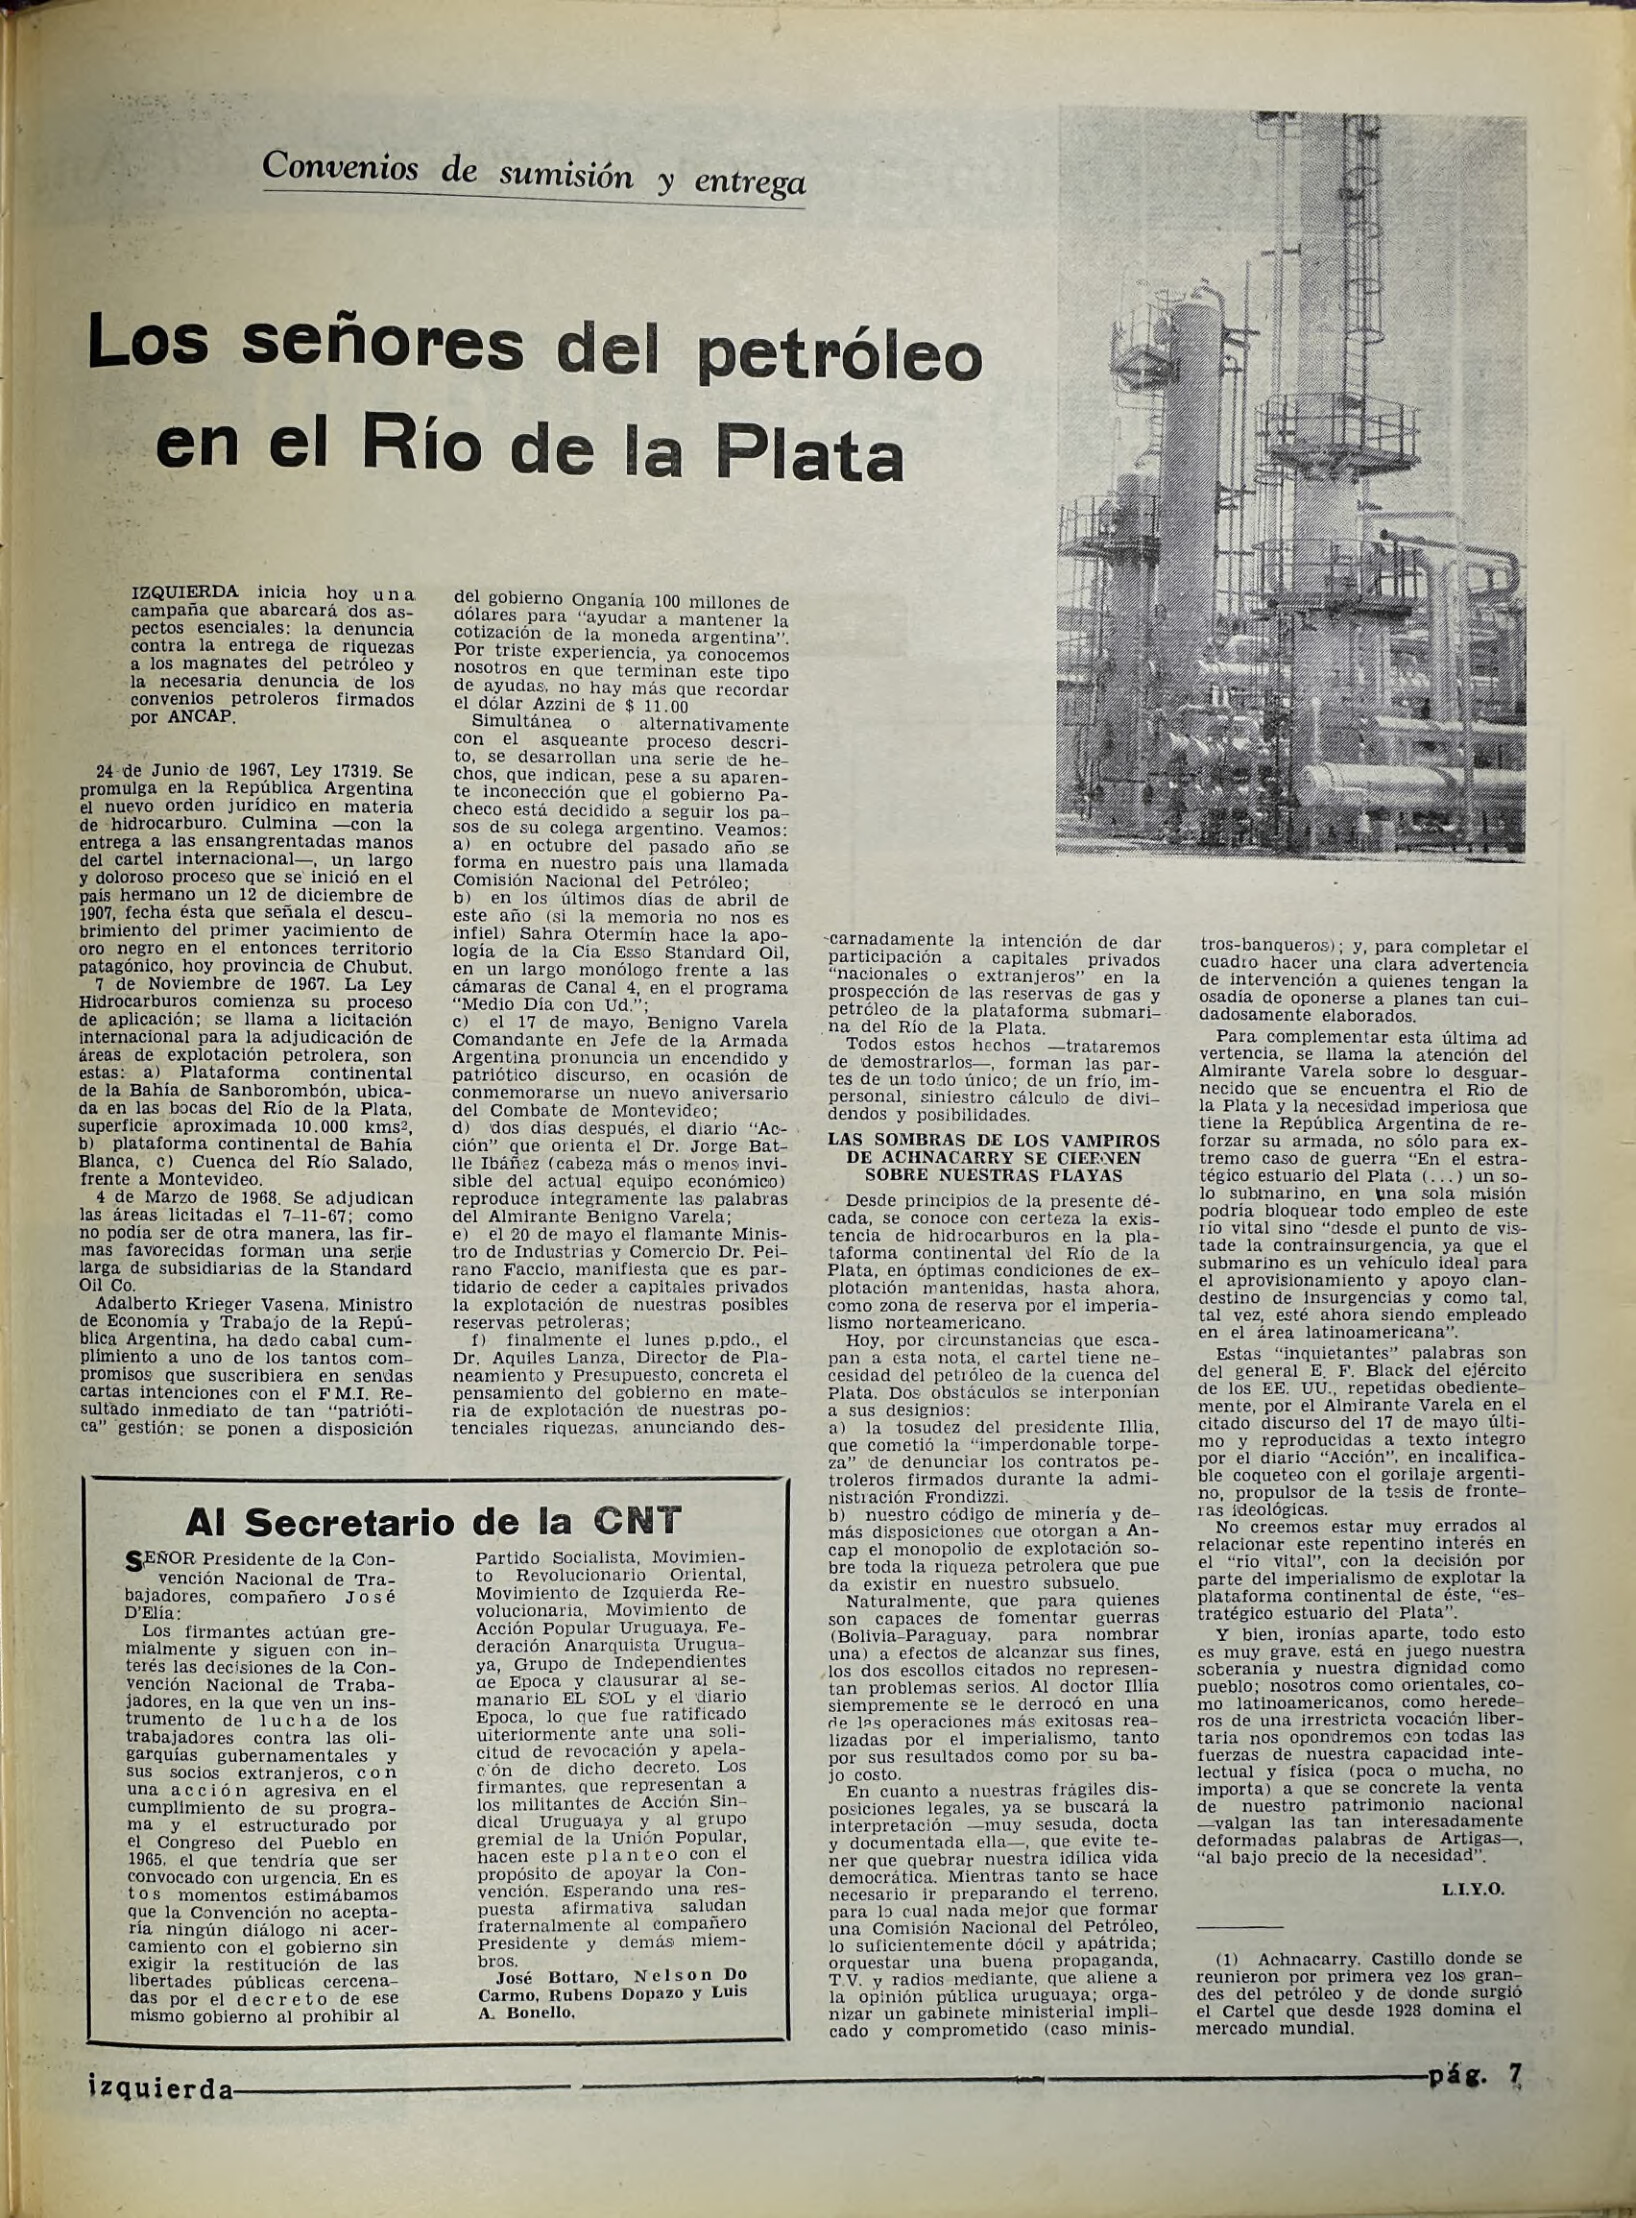 Convenios de sumisión y entrega
Los señores del petróleo
en el Río de la Plata
IZQUIERDA inicia hoy una
campaña que abarcará dos as-
pectos esenciales: la denuncia
contra la entrega de riquezas
a los magnates del petróleo y
la necesaria denuncia de los
convenios petroleros firmados
por ANCAP.
24 de Junio de 1967, Ley 17319. Se
promulga en la República Argentina
el nuevo orden jurídico en materia
de hidrocarburo. Culmina —con la
entrega a las ensangrentadas manos
del cartel internacional—, un largo
y doloroso proceso que se inició en el
país hermano un 12 de diciembre de
1907, fecha ésta que señala el descu-
brimiento del primer yacimiento de
oro negro en el entonces territorio
patagónico, hoy provincia de Chubut.
7 de Noviembre de 1967. La Ley
Hidrocarburos comienza su proceso
de aplicación; se llama a licitación
internacional para la adjudicación de
áreas de explotación petrolera, son
estas: a) Plataforma continental
de la Bahía de Sanborombón, ubica-
da en las bocas del Río de la Plata,
superficie aproximada 10.000 kms²,
b) plataforma continental de Bahía
Blanca, c) Cuenca del Río Salado,
frente a Montevideo.
4 de Marzo de 1968. Se adjudican
las áreas licitadas el 7-11-67; como
no podía ser de otra manera, las fir-
mas favorecidas forman una serie
larga de subsidiarias de la Standard
Oil Co.
Adalberto Krieger Vasena, Ministro
de Economía y Trabajo de la Repú-
blica Argentina, ha dado cabal cum-
plimiento a uno de los tantos com-
promisos que suscribiera en sendas
cartas intenciones con el F.M.I. Re-
sultado inmediato de tan "patrióti-
ca" gestión: se ponen a disposición
del gobierno Onganía 100 millones de
dólares para "ayudar a mantener la
cotización de la moneda argentina".
Por triste experiencia, ya conocemos
nosotros en que terminan este tipo
de ayudas, no hay más que recordar
el dólar Azzini de $ 11.00
Simultánea o alternativamente
con el asqueante proceso descri-
to, se desarrollan una serie de he-
chos, que indican, pese a su aparen-
te inconección que el gobierno Pa-
checo está decidido a seguir los pa-
sos de su colega argentino. Veamos:
a) en octubre del pasado año se
forma en nuestro país una llamada
Comisión Nacional del Petróleo;
b) en los últimos días de abril de
este año (si la memoria no nos es
infiel) Sahra Otermín hace la apo-
logía de la Cía Esso Standard Oil,
en un largo monólogo frente a las
cámaras de Canal 4, en el programa
"Medio Día con Ud.";
c) el 17 de mayo, Benigno Varela
Comandante en Jefe de la Armada
Argentina pronuncia un encendido y
patriótico discurso, en ocasión de
conmemorarse un nuevo aniversario
del Combate de Montevideo;
d) dos días después, el diario "Ac-
ción" que orienta el Dr. Jorge Bat-
lle Ibáñez (cabeza más o menos invi-
sible del actual equipo económico)
reproduce íntegramente las palabras
del Almirante Benigno Varela;
e) el 20 de mayo el flamante Minis-
tro de Industrias y Comercio Dr. Pei-
rano Faccio, manifiesta que es par-
tidario de ceder a capitales privados
la explotación de nuestras posibles
reservas petroleras;
f) finalmente el lunes p.pdo., el
Dr. Aquiles Lanza, Director de Pla-
neamiento y Presupuesto, concreta el
pensamiento del gobierno en mate-
ria de explotación de nuestras po-
tenciales riquezas, anunciando des-
carnadamente la intención de dar
participación a capitales privados
"nacionales o extranjeros" en la
prospección de las reservas de gas y
petróleo de la plataforma submari-
na del Río de la Plata.
Todos estos hechos —trataremos
de demostrarlos—, forman las par-
tes de un todo único; de un frío, im-
personal, siniestro cálculo de divi-
dendos y posibilidades.
LAS SOMBRAS DE LOS VAMPIROS
DE ACHNACARRY SE CIERNEN
SOBRE NUESTRAS PLAYAS
Desde principios de la presente dé-
cada, se conoce con certeza la exis-
tencia de hidrocarburos en la pla-
taforma continental del Río de la
Plata, en óptimas condiciones de ex-
plotación mantenidas, hasta ahora,
como zona de reserva por el imperia-
lismo norteamericano.
Hoy, por circunstancias que esca-
pan a esta nota, el cartel tiene ne-
cesidad del petróleo de la cuenca del
Plata. Dos obstáculos se interponían
a sus designios:
a) la tosudez del presidente Illia,
que cometió la "imperdonable torpe-
za" de denunciar los contratos pe-
troleros firmados durante la admi-
nistración Frondizzi.
b) nuestro código de minería y de-
más disposiciones que otorgan a An-
cap el monopolio de explotación so-
bre toda la riqueza petrolera que pue
da existir en nuestro subsuelo.
Naturalmente, que para quienes
son capaces de fomentar guerras
(Bolivia-Paraguay, para nombrar
una) a efectos de alcanzar sus fines,
los dos escollos citados no represen-
tan problemas serios. Al doctor Illia
siempremente se le derrocó en una
de las operaciones más exitosas rea-
lizadas por el imperialismo, tanto
por sus resultados como por su ba-
jo costo.
En cuanto a nuestras frágiles dis-
posiciones legales, ya se buscará la
interpretación —muy sesuda, docta
y documentada ella—, que evite te-
ner que quebrar nuestra idílica vida
democrática. Mientras tanto se hace
necesario ir preparando el terreno,
para lo cual nada mejor que formar
una Comisión Nacional del Petróleo,
lo suficientemente dócil y apátrida;
orquestar una buena propaganda,
T.V. y radios mediante, que aliene a
la opinión pública uruguaya; orga-
nizar un gabinete ministerial impli-
cado y comprometido (caso minis-
tros-banqueros); y, para completar el
cuadro hacer una clara advertencia
de intervención a quienes tengan la
osadía de oponerse a planes tan cui-
dadosamente elaborados.
Para complementar esta última ad
vertencia, se llama la atención del
Almirante Varela sobre lo desguar-
necido que se encuentra el Río de
la Plata y la necesidad imperiosa que
tiene la República Argentina de re-
forzar su armada, no sólo para ex-
tremo caso de guerra "En el estra-
tégico estuario del Plata (...) un so-
lo submarino, en una sola misión
podría bloquear todo empleo de este
río vital sino "desde el punto de vis-
tade la contrainsurgencia, ya que el
submarino es un vehículo ideal para
el aprovisionamiento y apoyo clan-
destino de insurgencias y como tal,
tal vez, esté ahora siendo empleado
en el área latinoamericana".
Estas "inquietantes" palabras son
del general E. F. Black del ejército
de los EE. UU., repetidas obediente-
mente, por el Almirante Varela en el
citado discurso del 17 de mayo últi-
mo y reproducidas a texto íntegro
por el diario "Acción", en incalifica-
ble coqueteo con el gorilaje argenti-
no, propulsor de la tesis de fronte-
ras ideológicas.
No creemos estar muy errados al
relacionar este repentino interés en
el "río vital", con la decisión por
parte del imperialismo de explotar la
plataforma continental de éste, "es-
tratégico estuario del Plata".
Y bien, ironías aparte, todo esto
es muy grave, está en juego nuestra
soberanía y nuestra dignidad como
pueblo; nosotros como orientales, co-
mo latinoamericanos, como herede-
ros de una irrestricta vocación liber-
taria nos opondremos con todas las
fuerzas de nuestra capacidad inte-
lectual y física (poca o mucha, no
importa) a que se concrete la venta
de nuestro patrimonio nacional
—valgan las tan interesadamente
deformadas palabras de Artigas—,
"al bajo precio de la necesidad".
L.I.Y.O.
(1) Achnacarry. Castillo donde se
reunieron por primera vez los gran-
des del petróleo y de donde surgió
el Cartel que desde 1928 domina el
mercado mundial.
Al Secretario de la CNT
SEÑOR Presidente de la Con-
vención Nacional de Tra-
bajadores, compañero José
D'Elía:
Los firmantes actúan gre-
mialmente y siguen con in-
terés las decisiones de la Con-
vención Nacional de Traba-
jadores, en la que ven un ins-
trumento de lucha de los
trabajadores contra las oli-
garquías gubernamentales y
sus socios extranjeros, con
una acción agresiva en el
cumplimiento de su progra-
ma y el estructurado por
el Congreso del Pueblo en
1965, el que tendría que ser
convocado con urgencia. En es
tos momentos estimábamos
que la Convención no acepta-
ría ningún diálogo ni acer-
camiento con el gobierno sin
exigir la restitución de las
libertades públicas cercena-
das por el decreto de ese
mismo gobierno al prohibir al
Partido Socialista, Movimien-
to Revolucionario Oriental,
Movimiento de Izquierda Re-
volucionaria, Movimiento de
Acción Popular Uruguaya, Fe-
deración Anarquista Urugua-
ya, Grupo de Independientes
de Epoca y clausurar al se-
manario EL SOL y el diario
Epoca, lo que fue ratificado
ulteriormente ante una soli-
citud de revocación y apela-
ción de dicho decreto. Los
firmantes, que representan a
los militantes de Acción Sin-
dical Uruguaya y al grupo
gremial de la Unión Popular,
hacen este planteo con el
propósito de apoyar la Con-
vención. Esperando una res-
puesta afirmativa saludan
fraternalmente al compañero
Presidente y demás miem-
bros.
José Bottaro, Nelson Do
Carmo, Rubens Dopazo y Luis
A. Bonello.
izquierda
pág. 7